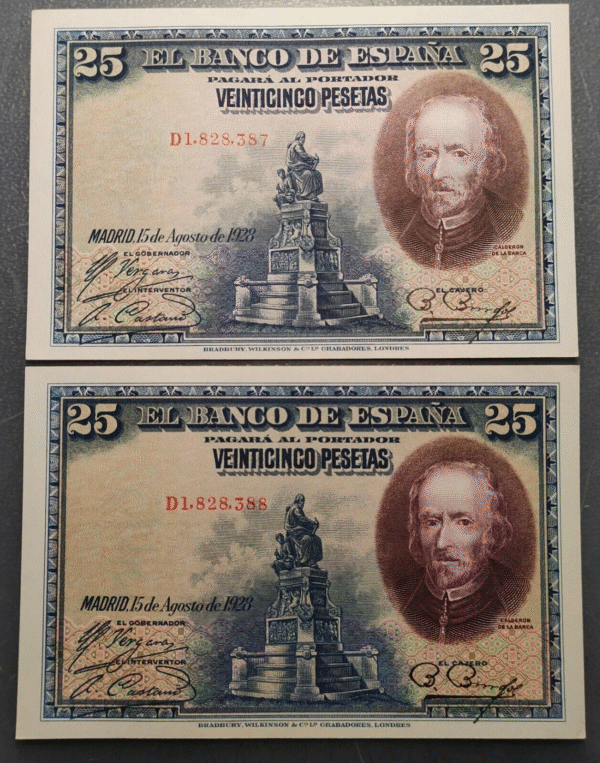 25 EL BANCO DE ESPAÑA 25
PAGARÁ AL PORTADOR
VEINTICINCO PESETAS
D1,828,387
MADRID, 15 de Agosto de 1928
EL GOBERNADOR
EL INTERVENTOR
EL CAJERO
CALDERON
DE LA BARCA
BRADBURY, WILKINSON & Cº Lᴰ GRABADORES, LONDRES
25 EL BANCO DE ESPAÑA 25
PAGARÁ AL PORTADOR
VEINTICINCO PESETAS
D1,828,388
MADRID, 15 de Agosto de 1928
EL GOBERNADOR
EL INTERVENTOR
EL CAJERO
CALDERON
DE LA BARCA
BRADBURY, WILKINSON & Cº Lᴰ GRABADORES, LONDRES